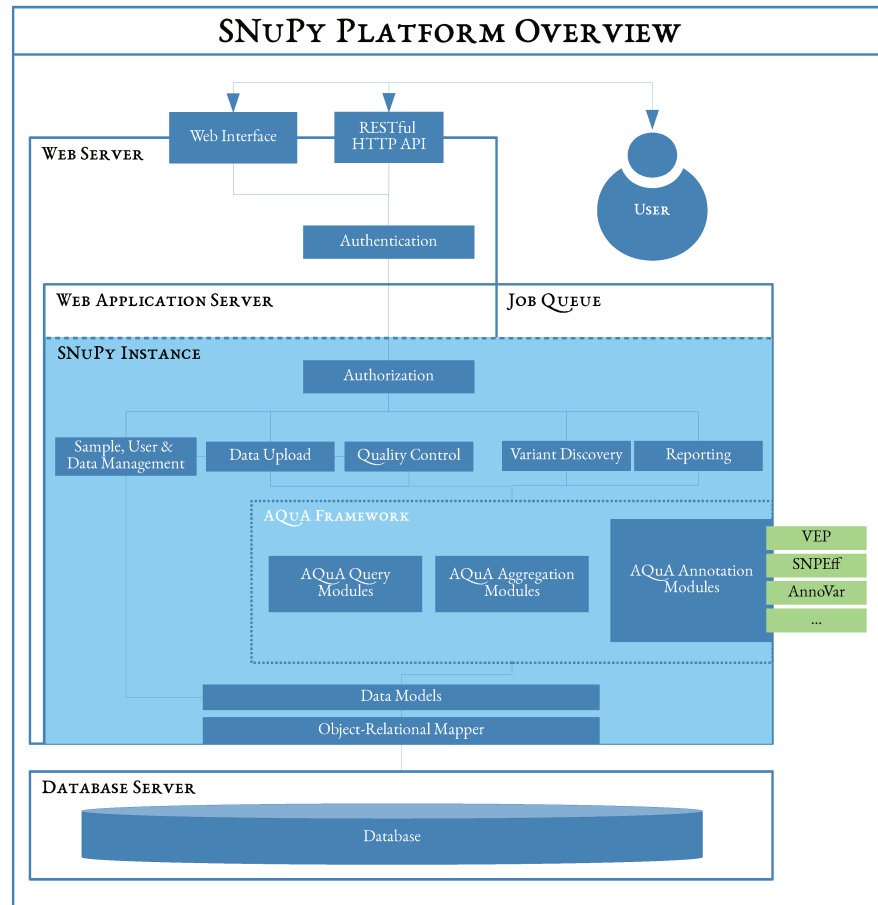 SNuPy Platform Overview
Web Interface
RESTful
HTTP API
Web Server
User
Authentication
Web Application Server
Job Queue
SNuPy Instance
Authorization
Sample, User &
Data Management
Data Upload
Quality Control
Variant Discovery
Reporting
AQuA Framework
AQuA Query
Modules
AQuA Aggregation
Modules
AQuA Annotation
Modules
VEP
SNPEff
AnnoVar
...
Data Models
Object-Relational Mapper
Database Server
Database